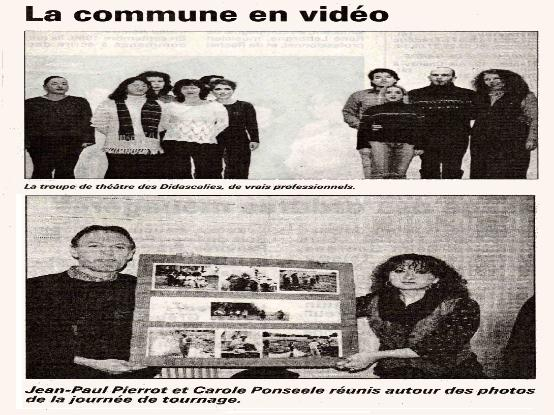 La commune en vidéo
La troupe de théâtre des Didascalies, de vrais professionnels.
Jean-Paul Pierrot et Carole Ponseele réunis autour des photos
de la journée de tournage.